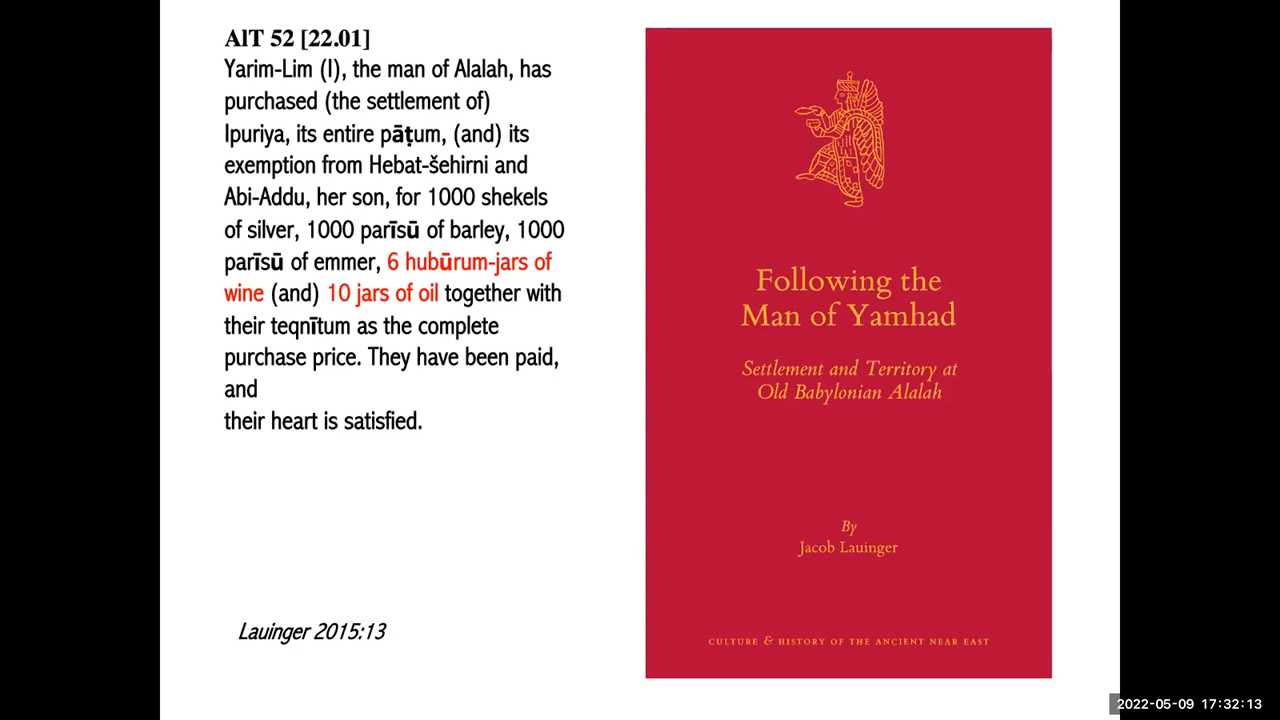 AlT 52 [22.01]
Yarim-Lim (I), the man of Alalah, has
purchased (the settlement of)
Ipuriya, its entire pāṭum, (and) its
exemption from Hebat-šehirni and
Abi-Addu, her son, for 1000 shekels
of silver, 1000 parīsū of barley, 1000
parīsū of emmer, 6 hubūrum-jars of
wine (and) 10 jars of oil together with
their teqnītum as the complete
purchase price. They have been paid,
and
their heart is satisfied.
Lauinger 2015:13
Following the
Man of Yamhad
Settlement and Territory at
Old Babylonian Alalah
By
Jacob Lauinger
CULTURE & HISTORY OF THE ANCIENT NEAR EAST
2022-05-09 17:32:13